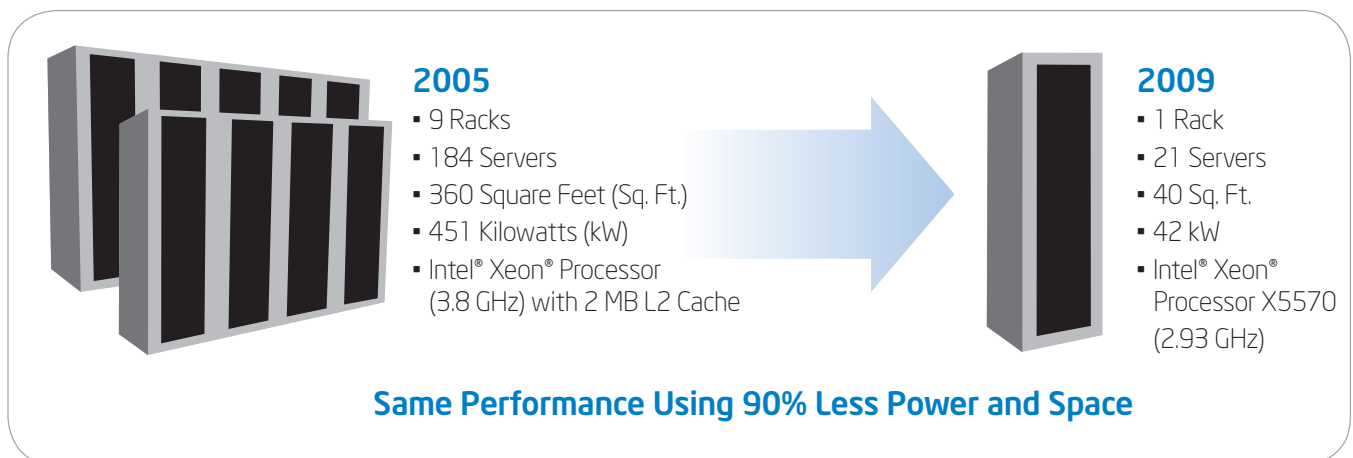 2005
▪ 9 Racks
▪ 184 Servers
▪ 360 Square Feet (Sq. Ft.)
▪ 451 Kilowatts (kW)
▪ Intel® Xeon® Processor
(3.8 GHz) with 2 MB L2 Cache
2009
▪ 1 Rack
▪ 21 Servers
▪ 40 Sq. Ft.
▪ 42 kW
▪ Intel® Xeon®
Processor X5570
(2.93 GHz)
Same Performance Using 90% Less Power and Space